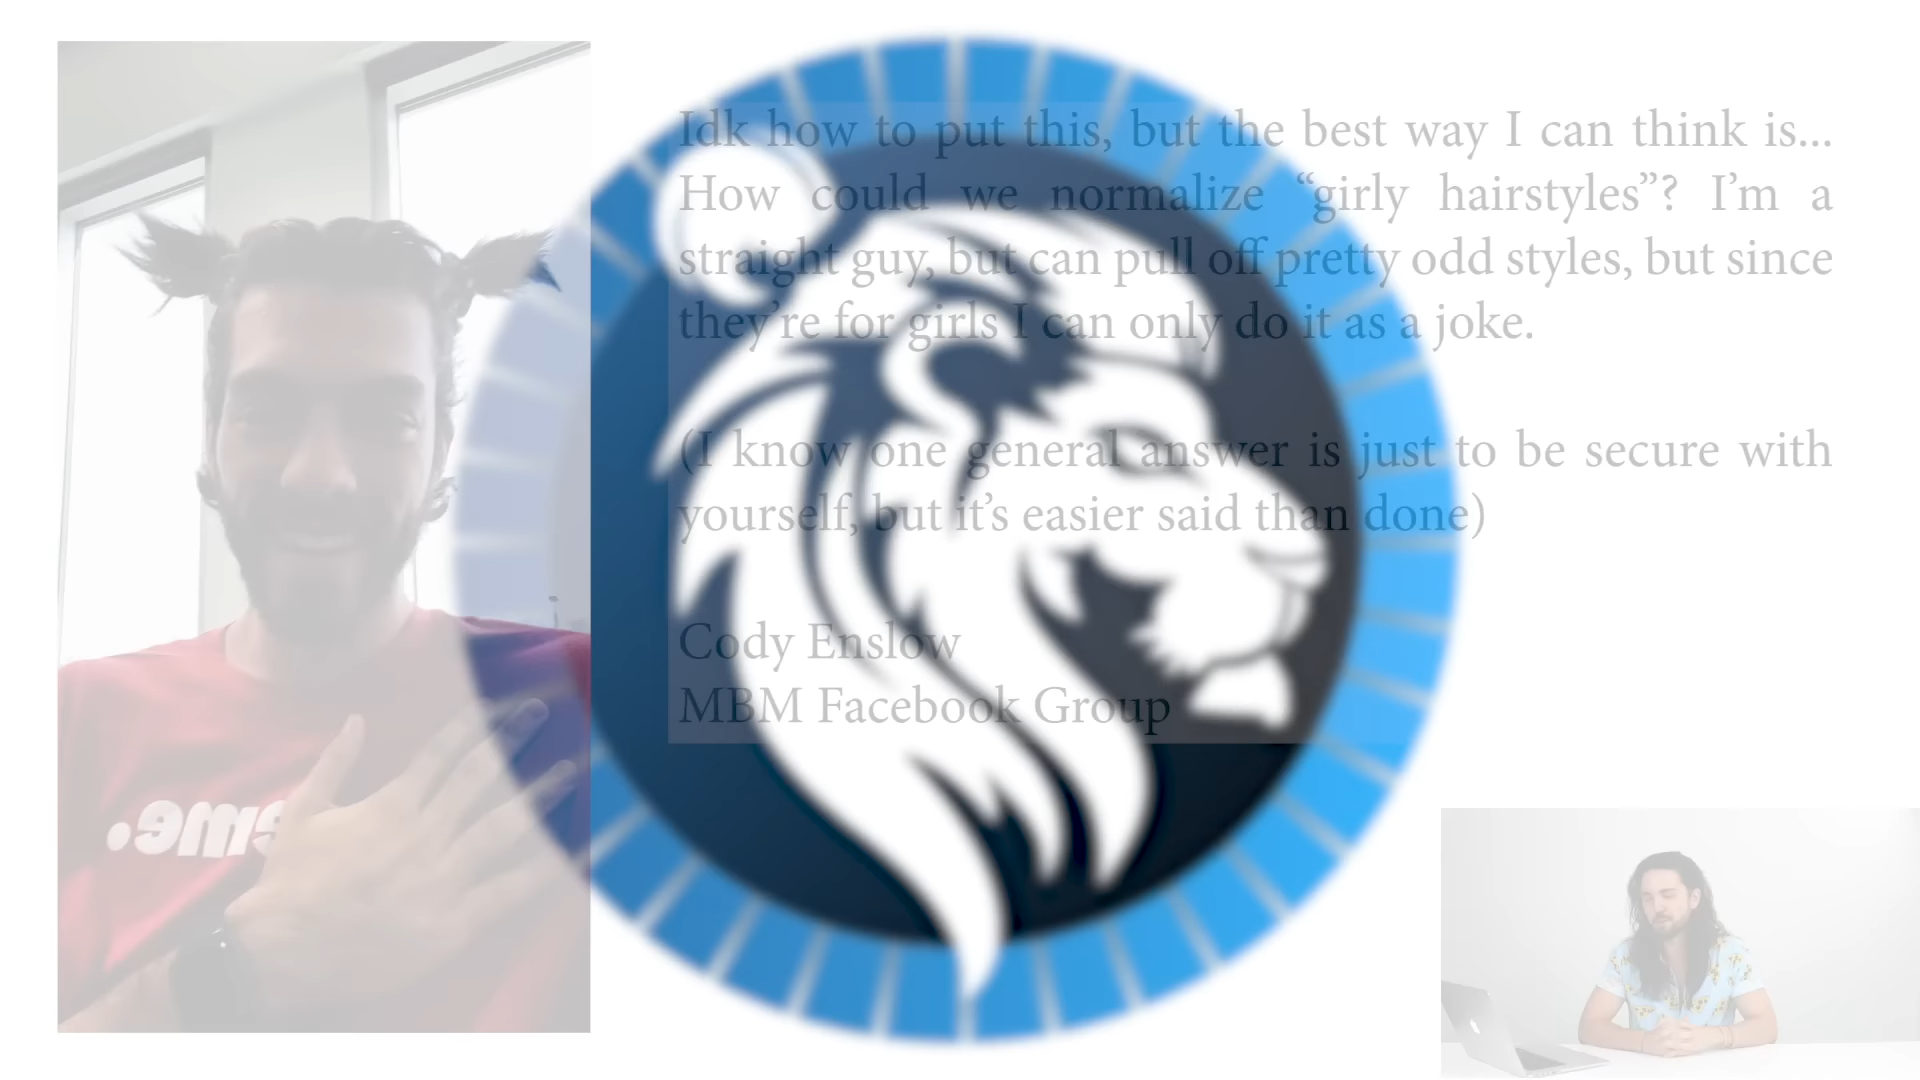 Idk how to put this, but the best way I can think is...
How could we normalize “girly hairstyles”? I’m a
straight guy, but can pull off pretty odd styles, but since
they’re for girls I can only do it as a joke.
(I know one general answer is just to be secure with
yourself, but it’s easier said than done)
Cody Enslow
MBM Facebook Group
eme.